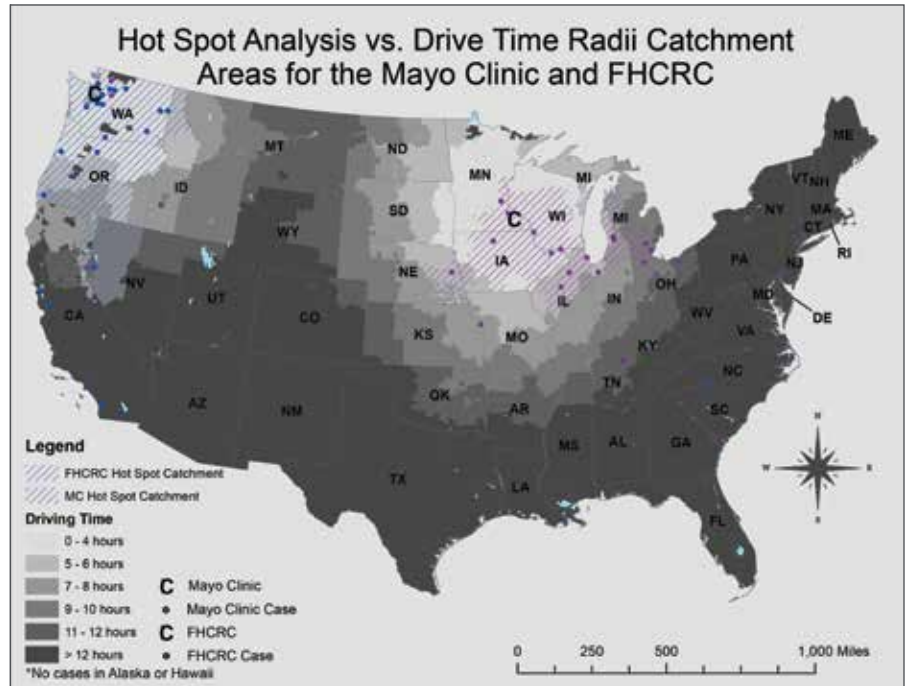 Hot Spot Analysis vs. Drive Time Radii Catchment
Areas for the Mayo Clinic and FHCRC
C
WA
OR
ID
MT
ND
MN
SD
WY
NE
IA
C
WI
MI
MI
NV
UT
CA
CO
KS
MO
IL
IN
OH
KY
WV
VA
PA
NY
VT
NH
ME
MA
CT
RI
NJ
MD
DE
NC
SC
TN
AR
OK
AZ
NM
TX
LA
MS
AL
GA
FL
N
W
E
S
Legend
FHCRC Hot Spot Catchment
MC Hot Spot Catchment
Driving Time
0 - 4 hours
5 - 6 hours
7 - 8 hours
9 - 10 hours
11 - 12 hours
> 12 hours
C Mayo Clinic
Mayo Clinic Case
C FHCRC
FHCRC Case
*No cases in Alaska or Hawaii
0 250 500 1,000 Miles